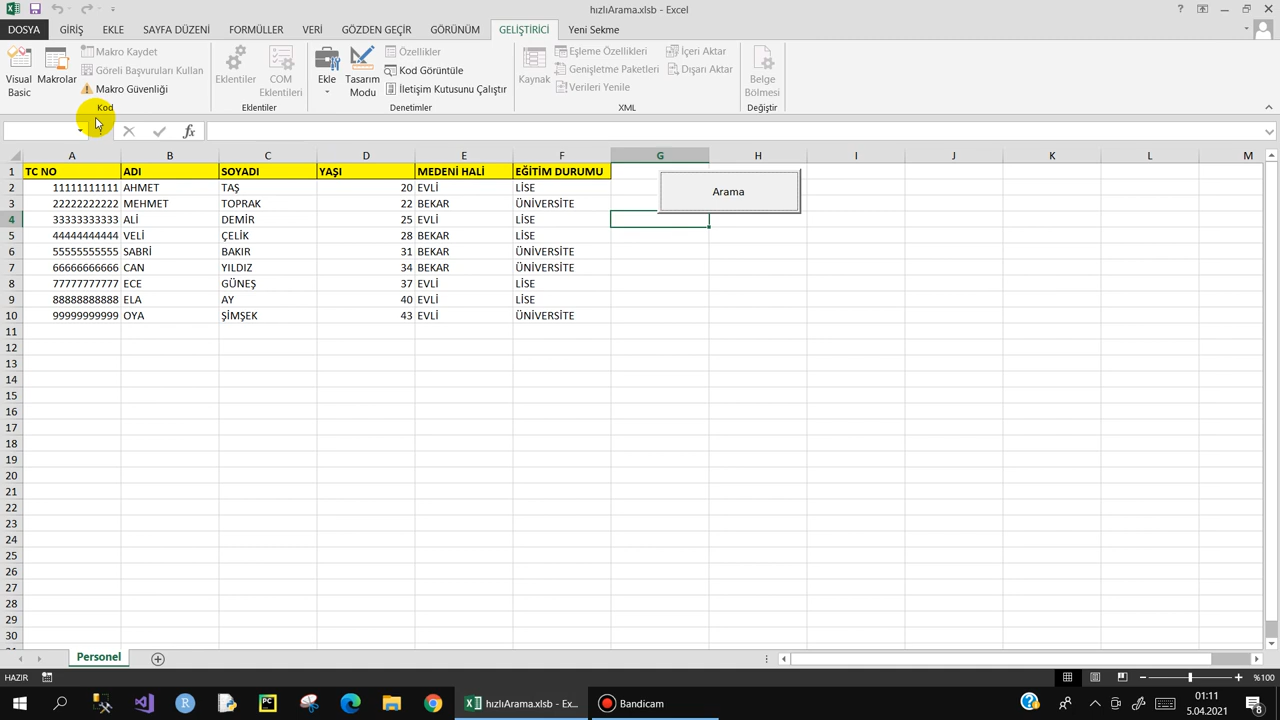 hızlıArama.xlsb - Excel
DOSYA GİRİŞ EKLE SAYFA DÜZENİ FORMÜLLER VERİ GÖZDEN GEÇİR GÖRÜNÜM GELİŞTİRİCİ Yeni Sekme
Visual Basic
Makrolar
Makro Kaydet
Göreli Başvuruları Kullan
Makro Güvenliği
Kod
Eklentiler
COM Eklentileri
Eklentiler
Ekle
Tasarım Modu
Özellikler
Kod Görüntüle
İletişim Kutusunu Çalıştır
Denetimler
Kaynak
Eşleme Özellikleri
Genişletme Paketleri
Verileri Yenile
İçeri Aktar
Dışarı Aktar
XML
Belge Bölmesi
Değiştir
fx
A B C D E F G H I J K L M
1 TC NO ADI SOYADI YAŞI MEDENİ HALİ EĞİTİM DURUMU
2 11111111111 AHMET TAŞ 20 EVLİ LİSE
3 22222222222 MEHMET TOPRAK 22 BEKAR ÜNİVERSİTE
Arama
4 33333333333 ALİ DEMİR 25 EVLİ LİSE
5 44444444444 VELİ ÇELİK 28 BEKAR LİSE
6 55555555555 SABRİ BAKIR 31 BEKAR ÜNİVERSİTE
7 66666666666 CAN YILDIZ 34 BEKAR ÜNİVERSİTE
8 77777777777 ECE GÜNEŞ 37 EVLİ LİSE
9 88888888888 ELA AY 40 EVLİ LİSE
10 99999999999 OYA ŞİMŞEK 43 EVLİ ÜNİVERSİTE
11
12
13
14
15
16
17
18
19
20
21
22
23
24
25
26
27
28
29
30
Personel
HAZIR
%100
hızlıArama.xlsb - Ex...
Bandicam
01:11
5.04.2021
8